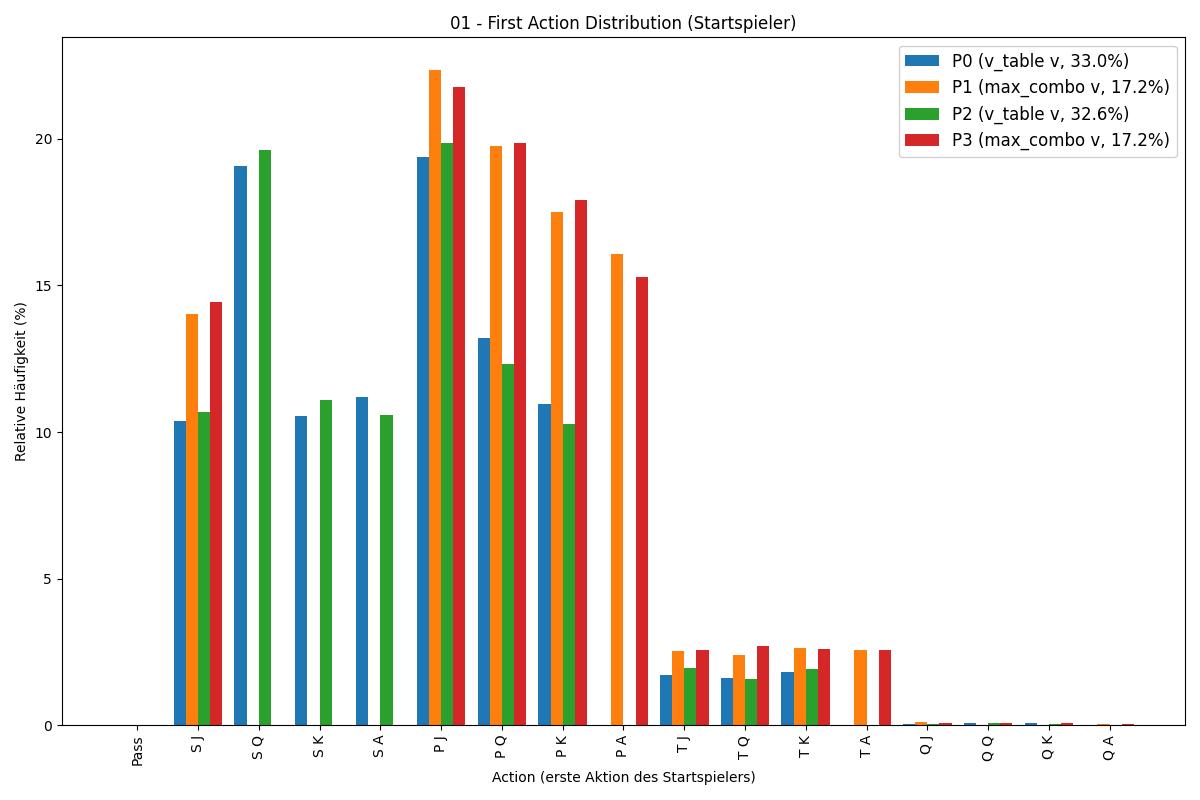 01 - First Action Distribution (Startspieler)
P0 (v_table v, 33.0%)
P1 (max_combo v, 17.2%)
P2 (v_table v, 32.6%)
P3 (max_combo v, 17.2%)
Relative Häufigkeit (%)
20
15
10
5
0
Pass
S J
S Q
S K
S A
P J
P Q
P K
P A
T J
T Q
T K
T A
Q J
Q Q
Q K
Q A
Action (erste Aktion des Startspielers)